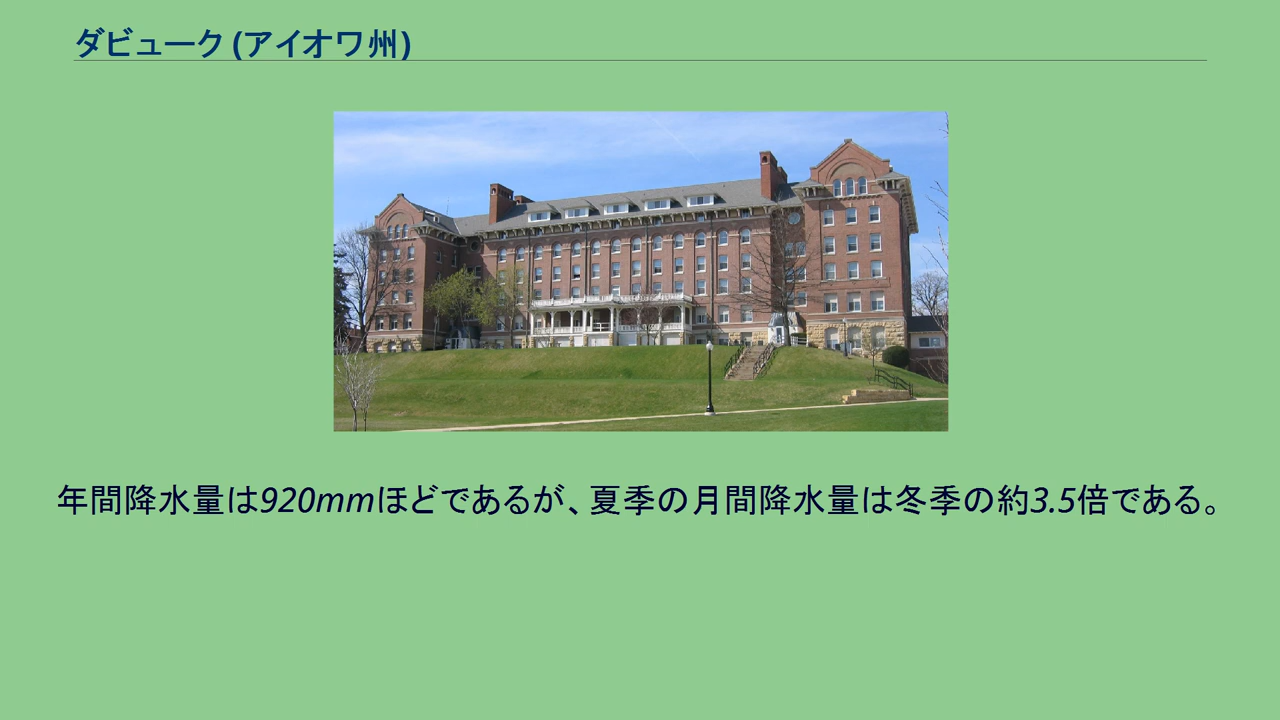 ダビューク (アイオワ州)
年間降水量は920mmほどであるが、夏季の月間降水量は冬季の約3.5倍である。